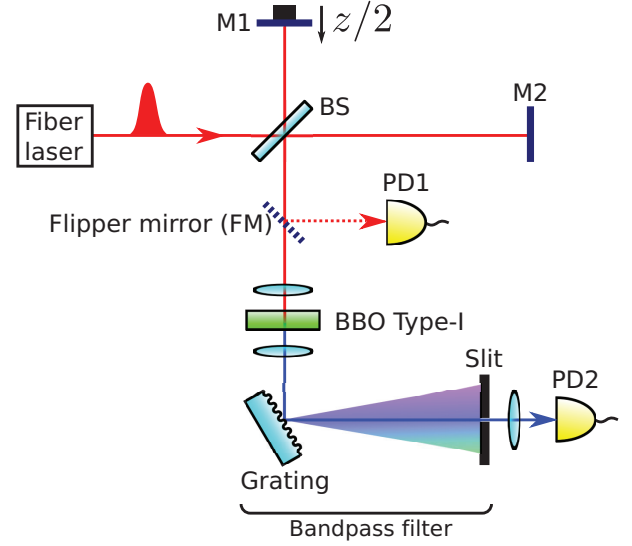 M1
z/2
BS
M2
Fiber
laser
PD1
Flipper mirror (FM)
BBO Type-I
Slit
PD2
Grating
Bandpass filter